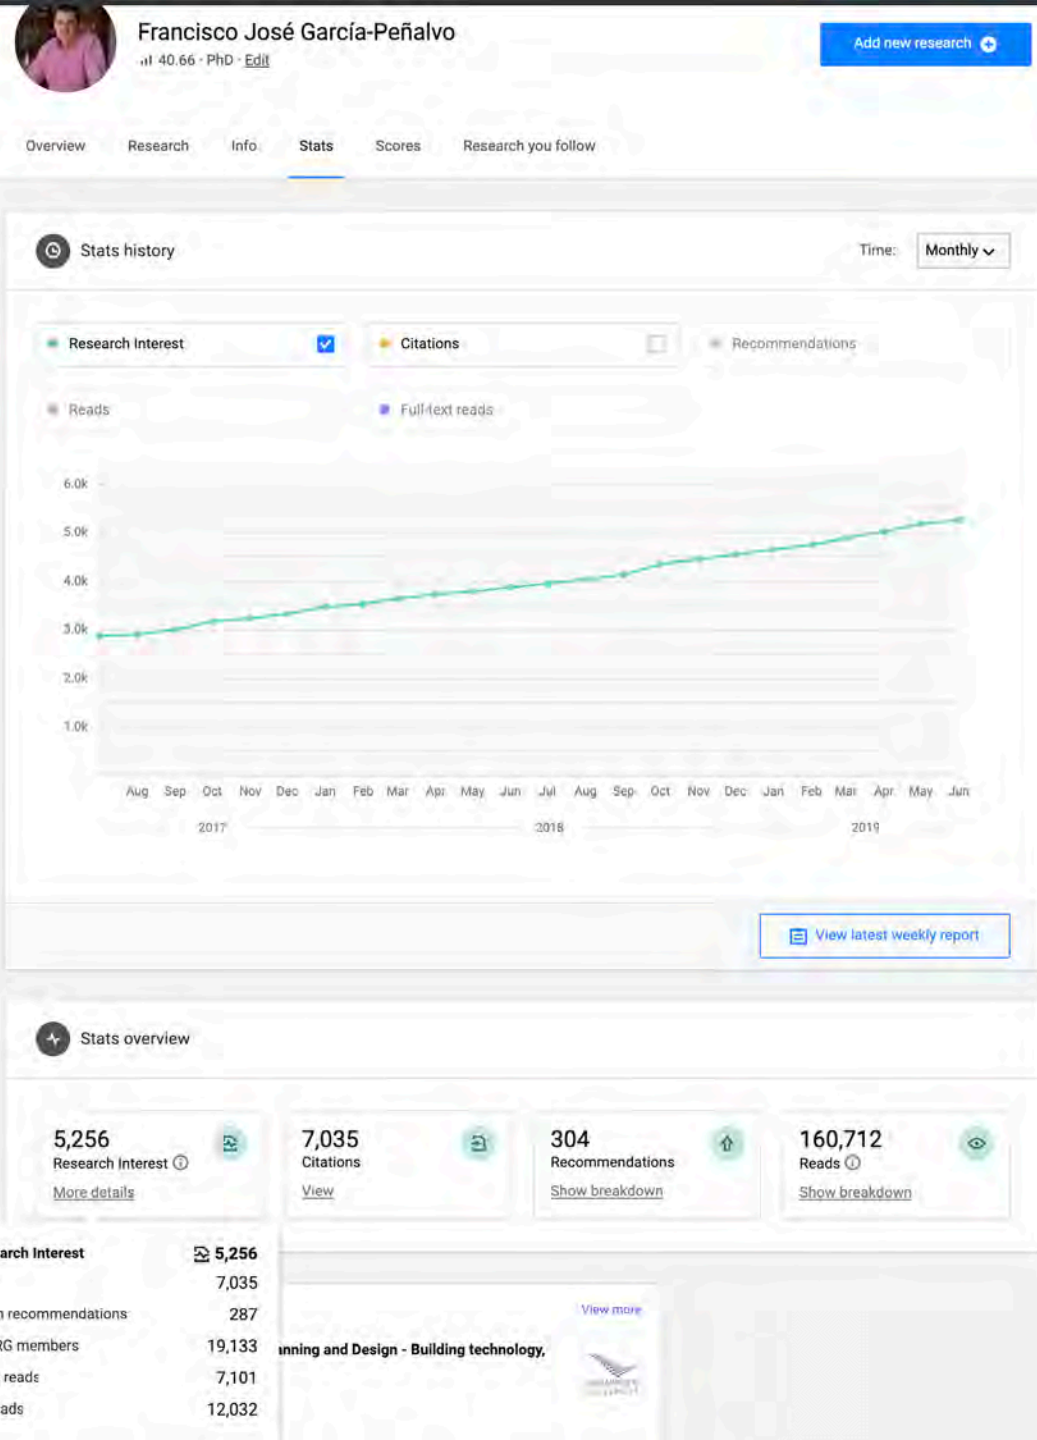 Francisco José García-Peñalvo
40.66 · PhD · Edit
Add new research
Overview Research Info Stats Scores Research you follow
Stats history
Time: Monthly
Research Interest Citations Recommendations
Reads Full-text reads
6.0k
5.0k
4.0k
3.0k
2.0k
1.0k
Aug Sep Oct Nov Dec Jan Feb Mar Apr May Jun Jul Aug Sep Oct Nov Dec Jan Feb Mar Apr May Jun
2017 2018 2019
View latest weekly report
Stats overview
5,256 7,035 304 160,712
Research Interest Citations Recommendations Reads
More details View Show breakdown Show breakdown
arch Interest 5,256
7,035
n recommendations 287
View more
RG members 19,133
anning and Design - Building technology,
reads 7,101
ads 12,032